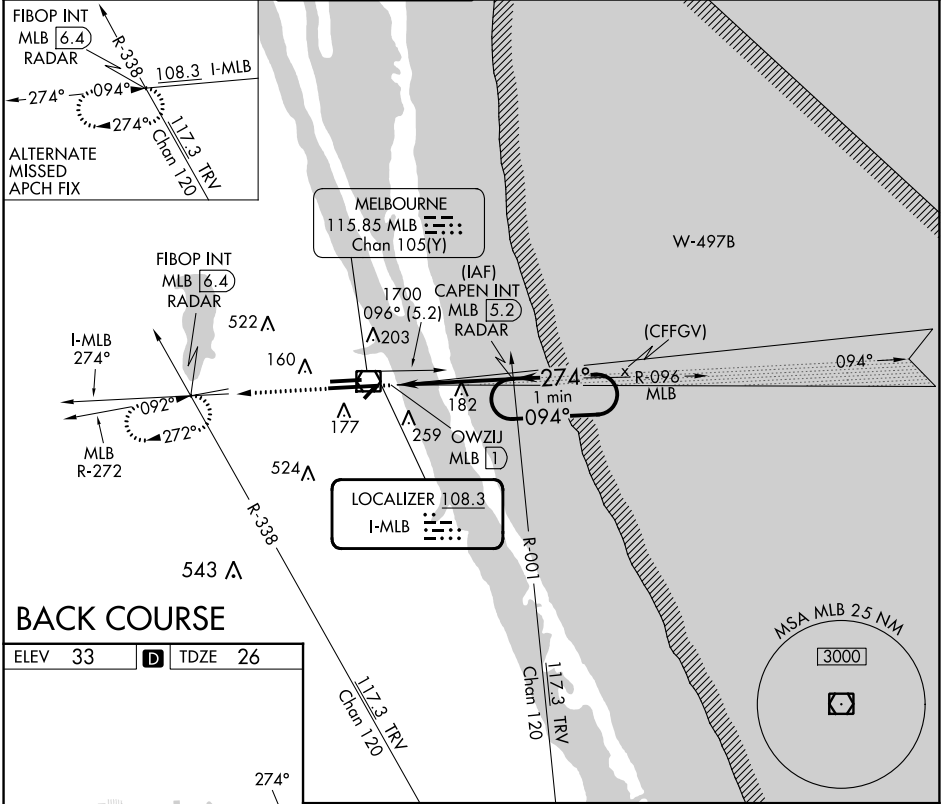 FIBOP INT
MLB 6.4
RADAR
R-338
108.3 I-MLB
274°
094°
274°
117.3 TRV
Chan 120
ALTERNATE
MISSED
APCH FIX
MELBOURNE
115.85 MLB
Chan 105(Y)
W-497B
FIBOP INT
MLB 6.4
RADAR
(IAF)
CAPEN INT
MLB 5.2
RADAR
1700
096° (5.2)
522
203
(CFFGV)
I-MLB
274°
160
094°
274°
R-096
MLB
1 min
094°
092°
272°
182
177
259
OWZIJ
MLB 1
MLB
R-272
524
LOCALIZER 108.3
I-MLB
R-338
R-001
543
BACK COURSE
MSA MLB 25 NM
3000
ELEV 33
D
TDZE 26
117.3 TRV
Chan 120
117.3 TRV
Chan 120
274°